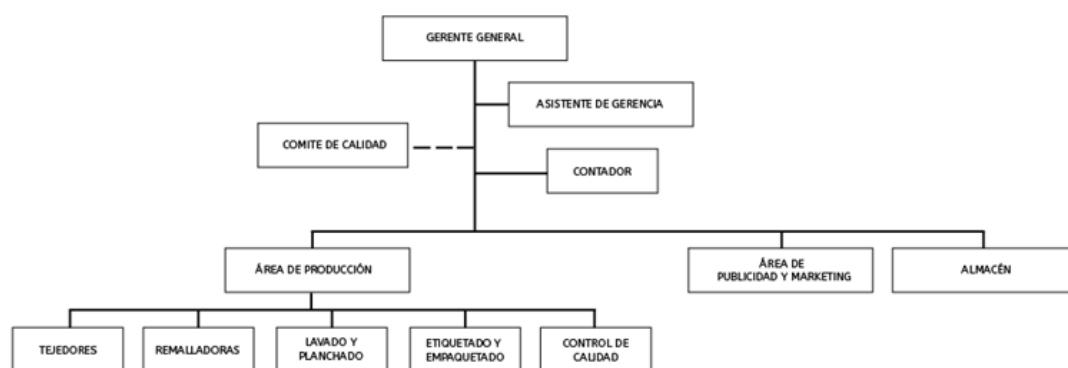 GERENTE GENERAL
ASISTENTE DE GERENCIA
COMITE DE CALIDAD
CONTADOR
ÁREA DE PRODUCCIÓN
ÁREA DE
PUBLICIDAD Y MARKETING
ALMACÉN
TEJEDORES
REMALLADORAS
LAVADO Y
PLANCHADO
ETIQUETADO Y
EMPAQUETADO
CONTROL DE
CALIDAD